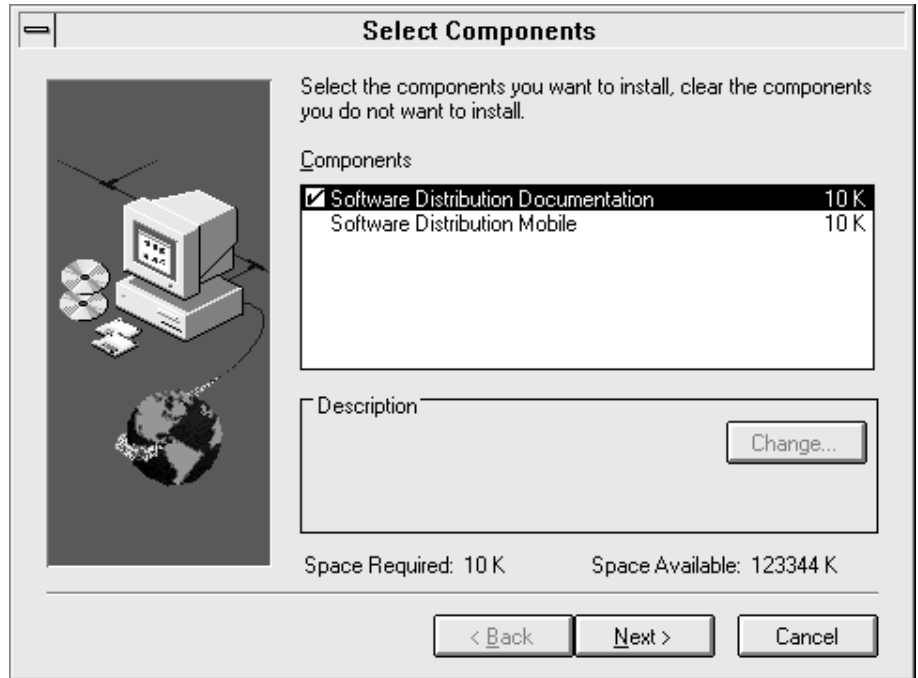 Select Components
Select the components you want to install, clear the components
you do not want to install.
Components
Software Distribution Documentation 10 K
Software Distribution Mobile 10 K
Description
Change...
Space Required: 10 K Space Available: 123344 K
< Back Next > Cancel